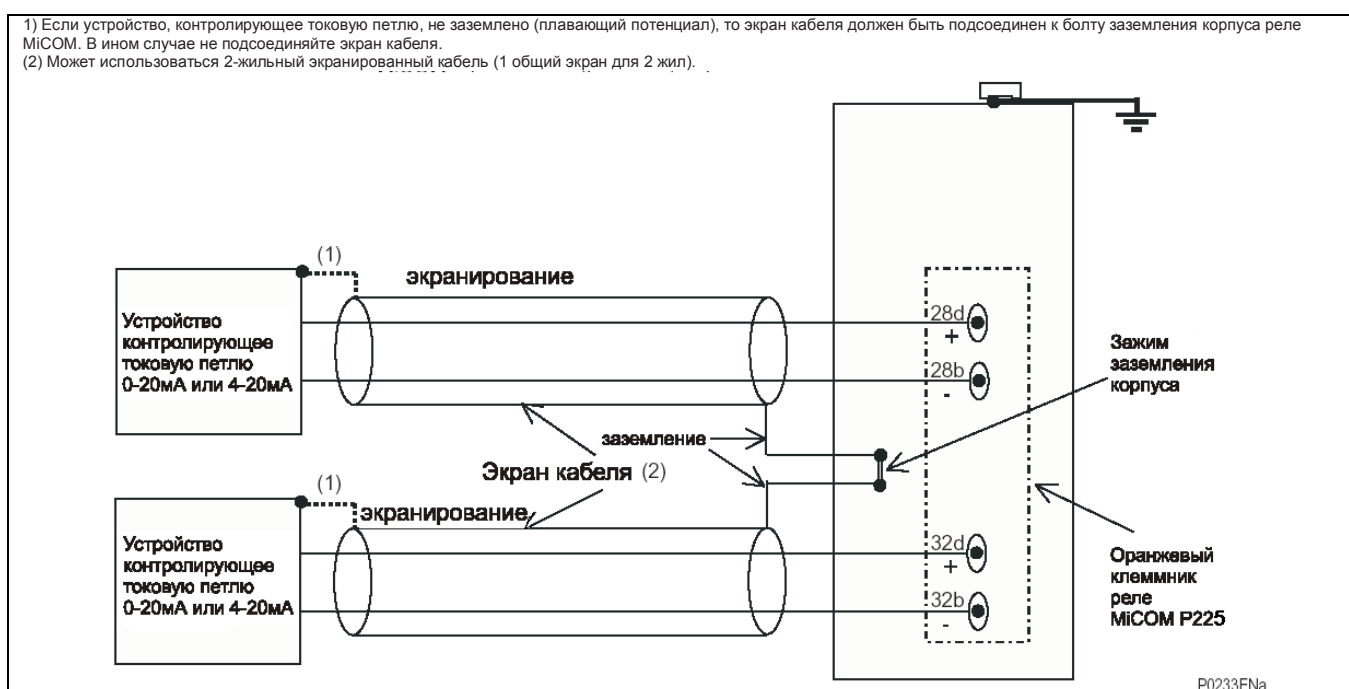 1) Если устройство, контролирующее токовую петлю, не заземлено (плавающий потенциал), то экран кабеля должен быть подсоединен к болту заземления корпуса реле
MiCOM. В ином случае не подсоединяйте экран кабеля.
(2) Может использоваться 2-жильный экранированный кабель (1 общий экран для 2 жил).
(1)
экранирование
Устройство
контролирующее
токовую петлю
0-20мА или 4-20мА
28d
+
28b
-
Зажим
заземления
корпуса
заземление
Экран кабеля (2)
(1)
экранирование
Устройство
контролирующее
токовую петлю
0-20мА или 4-20мА
32d
+
32b
-
Оранжевый
клеммник
реле
MiCOM P225
P0233ENa